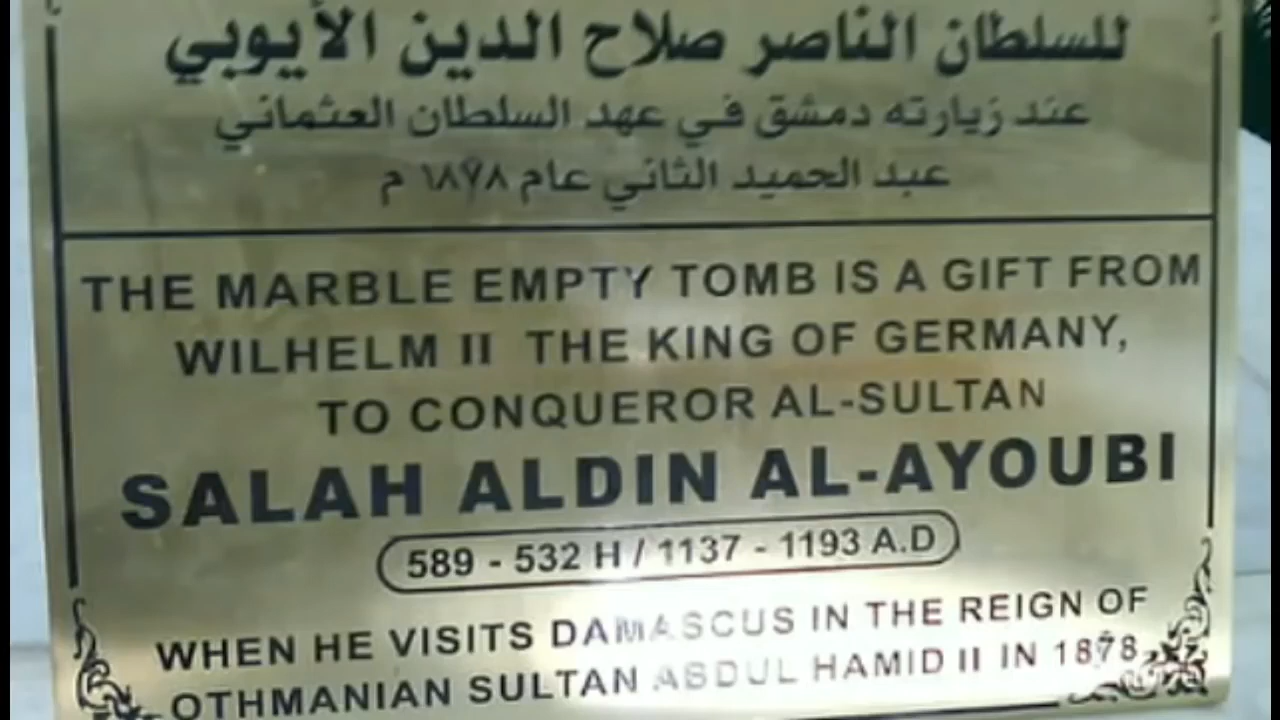 للسلطان الناصر صلاح الدين الأيوبي
عند زيارته دمشق في عهد السلطان العثماني
عبد الحميد الثاني عام ١٨٧٨ م
THE MARBLE EMPTY TOMB IS A GIFT FROM
WILHELM II THE KING OF GERMANY,
TO CONQUEROR AL-SULTAN
SALAH ALDIN AL-AYOUBI
589 - 532 H / 1137 - 1193 A.D
WHEN HE VISITS DAMASCUS IN THE REIGN OF
OTHMANIAN SULTAN ABDUL HAMID II IN 1878